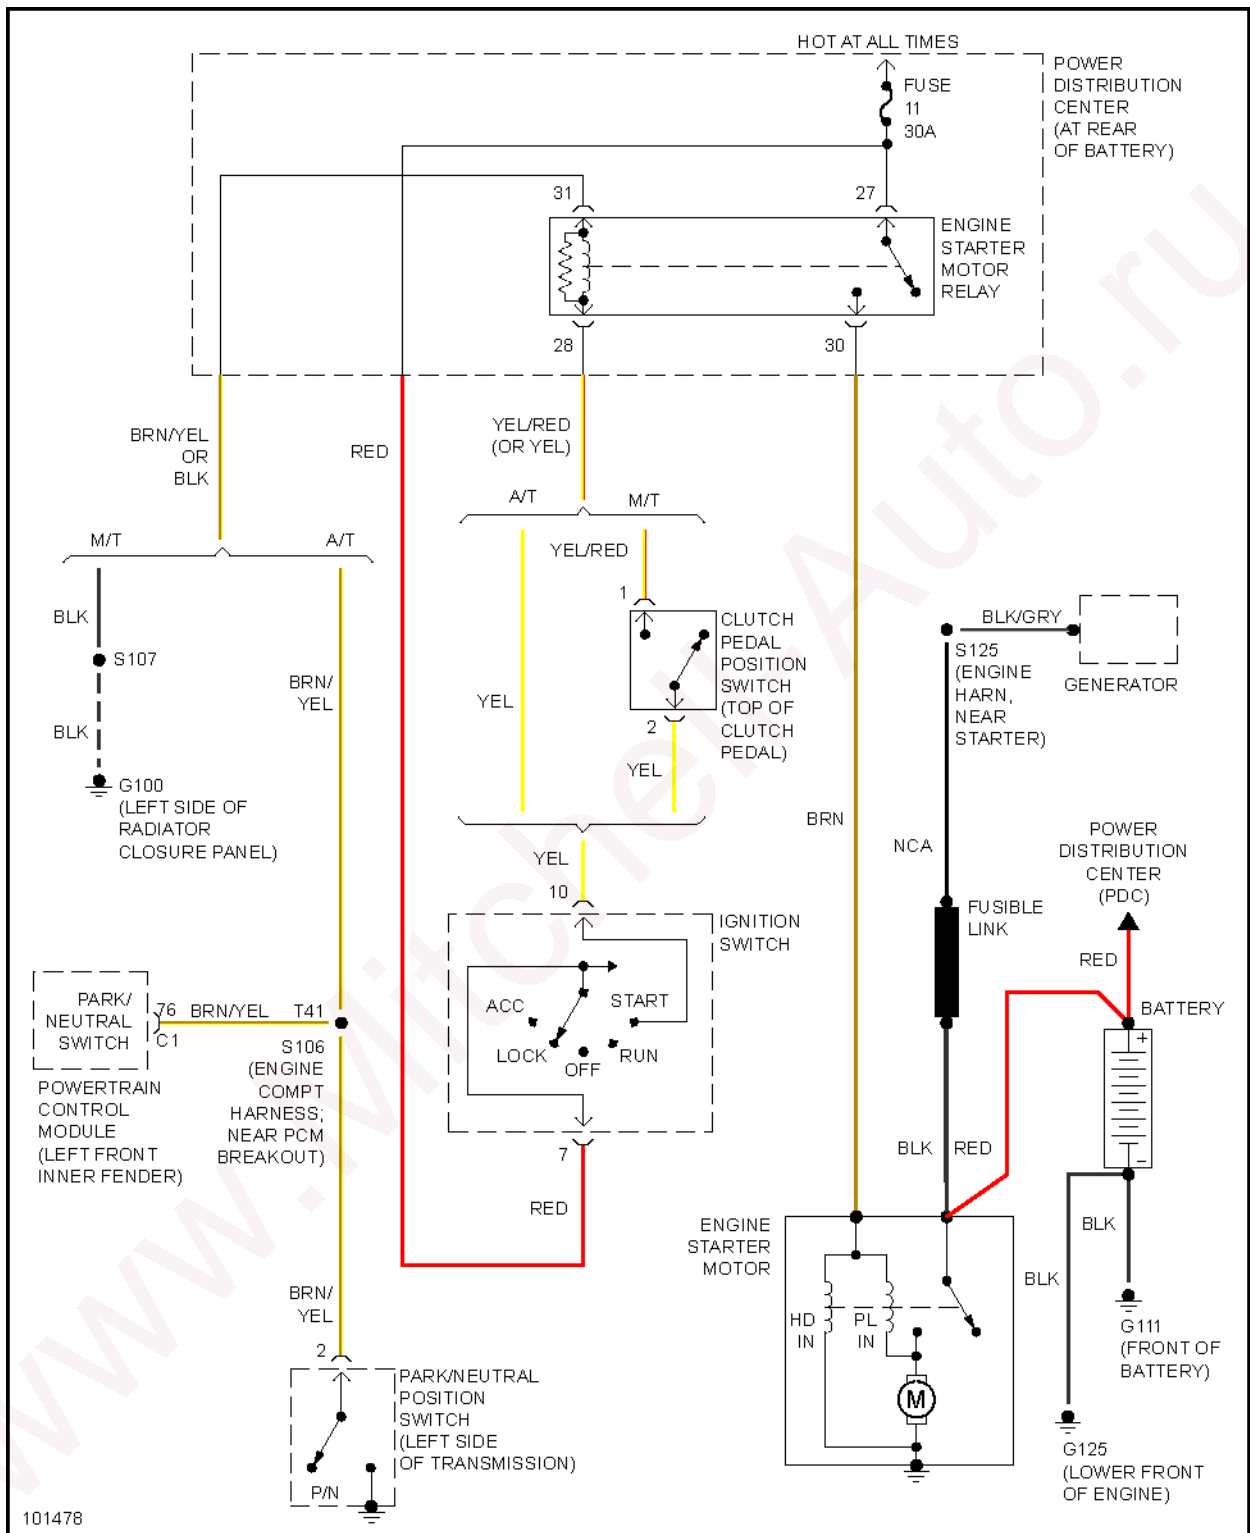 HOT AT ALL TIMES
POWER
DISTRIBUTION
CENTER
(AT REAR
OF BATTERY)
FUSE
11
30A
31
27
ENGINE
STARTER
MOTOR
RELAY
28
30
BRN/YEL
OR
BLK
RED
YEL/RED
(OR YEL)
A/T
M/T
M/T
A/T
YEL/RED
1
BLK
S107
BLK
G100
(LEFT SIDE OF
RADIATOR
CLOSURE PANEL)
BRN/
YEL
YEL
CLUTCH
PEDAL
POSITION
SWITCH
(TOP OF
CLUTCH
PEDAL)
2
YEL
BLK/GRY
S125
(ENGINE
HARN,
NEAR
STARTER)
GENERATOR
BRN
NCA
FUSIBLE
LINK
POWER
DISTRIBUTION
CENTER
(PDC)
RED
BATTERY
+
−
YEL
10
IGNITION
SWITCH
ACC
LOCK
OFF
RUN
START
7
RED
PARK/
NEUTRAL
SWITCH
76
C1
BRN/YEL
T41
S106
(ENGINE
COMPT
HARNESS;
NEAR PCM
BREAKOUT)
POWERTRAIN
CONTROL
MODULE
(LEFT FRONT
INNER FENDER)
BLK
RED
ENGINE
STARTER
MOTOR
HD
IN
PL
IN
M
BLK
BLK
G111
(FRONT OF
BATTERY)
G125
(LOWER FRONT
OF ENGINE)
BRN/
YEL
2
PARK/NEUTRAL
POSITION
SWITCH
(LEFT SIDE
OF TRANSMISSION)
P/N
101478
www.Mitchell-Auto.ru